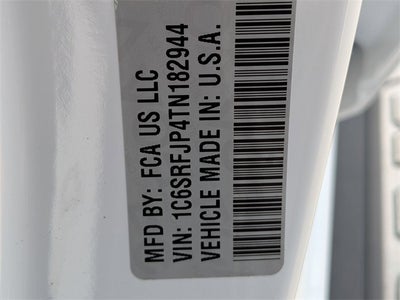 MFD BY: FCA US LLC
VIN: 1C6SRFJP4TN182944
VEHICLE MADE IN: U.S.A.